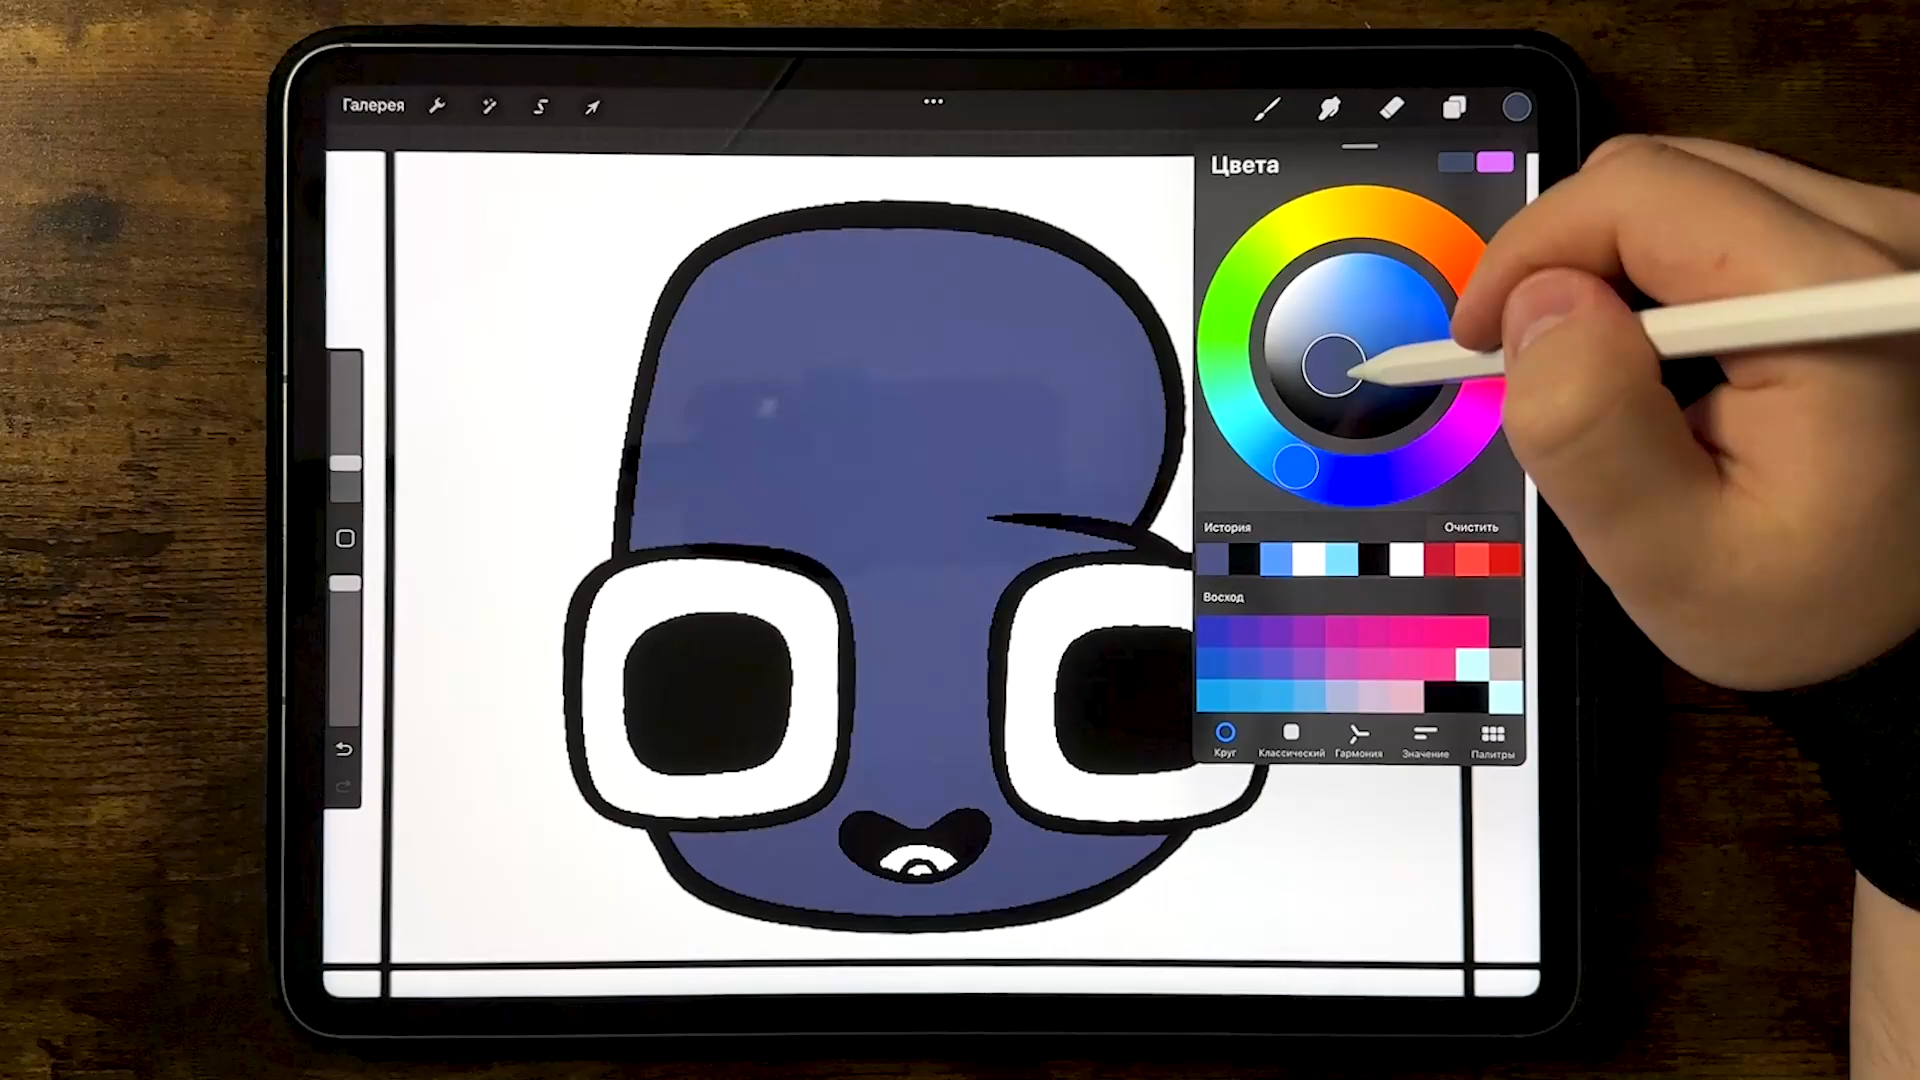 Галерея
Цвета
История
Очистить
Восход
Круг
Классический
Гармония
Значение
Палитры